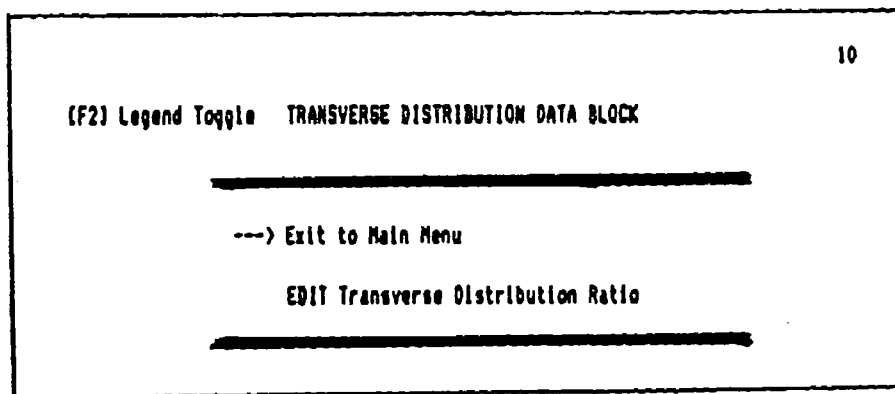 10
[F2] Legend Toggle TRANSVERSE DISTRIBUTION DATA BLOCK
---> Exit to Main Menu
EDIT Transverse Distribution Ratio